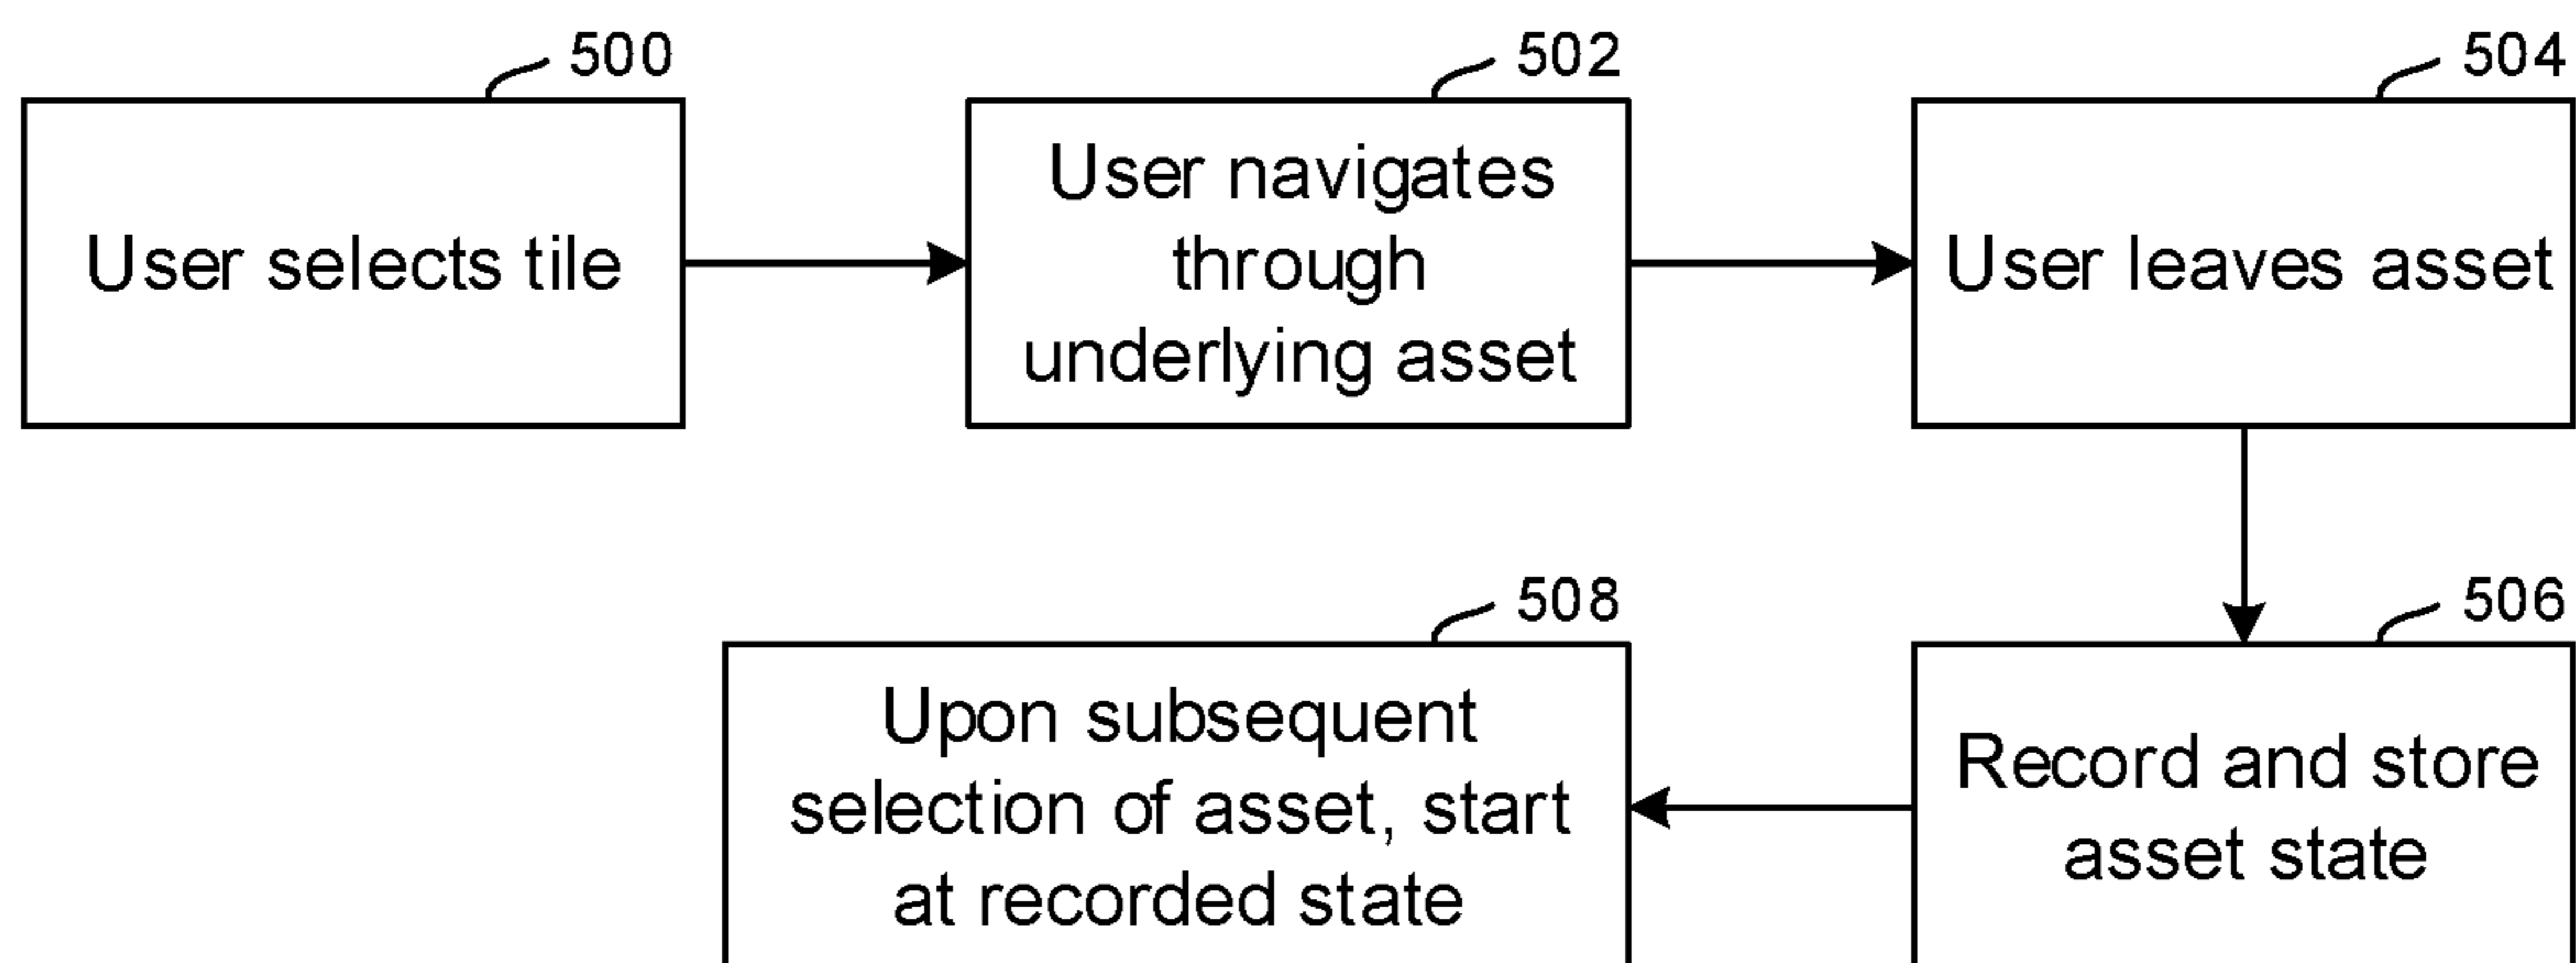 500
User selects tile
502
User navigates
through
underlying asset
504
User leaves asset
506
Record and store
asset state
508
Upon subsequent
selection of asset, start
at recorded state